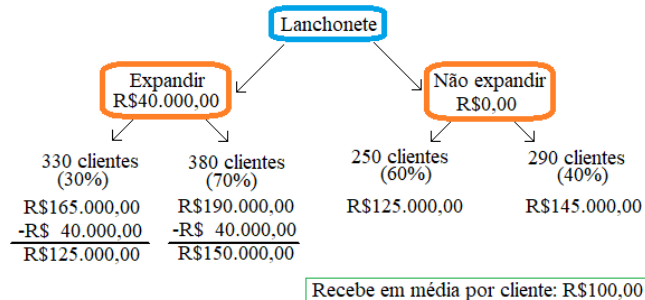 Lanchonete
Expandir
R$40.000,00
Não expandir
R$0,00
330 clientes
(30%)
R$165.000,00
-R$ 40.000,00
R$125.000,00
380 clientes
(70%)
R$190.000,00
-R$ 40.000,00
R$150.000,00
250 clientes
(60%)
R$125.000,00
290 clientes
(40%)
R$145.000,00
Recebe em média por cliente: R$100,00